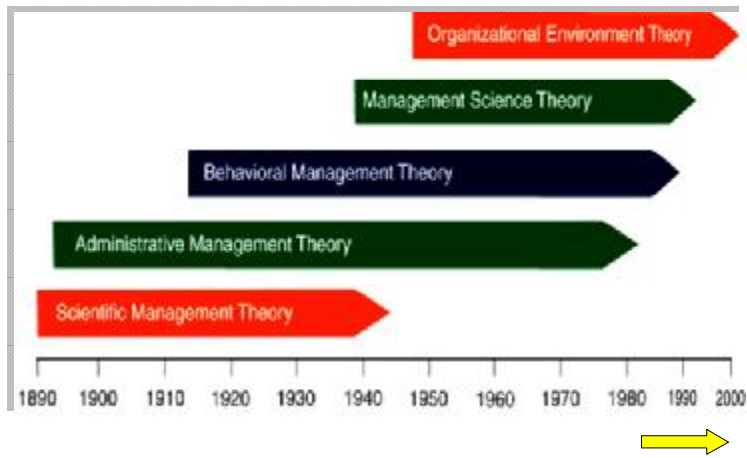 Organizational Environment Theory
Management Science Theory
Behavioral Management Theory
Administrative Management Theory
Scientific Management Theory
1890 1900 1910 1920 1930 1940 1950 1960 1970 1980 1990 2000